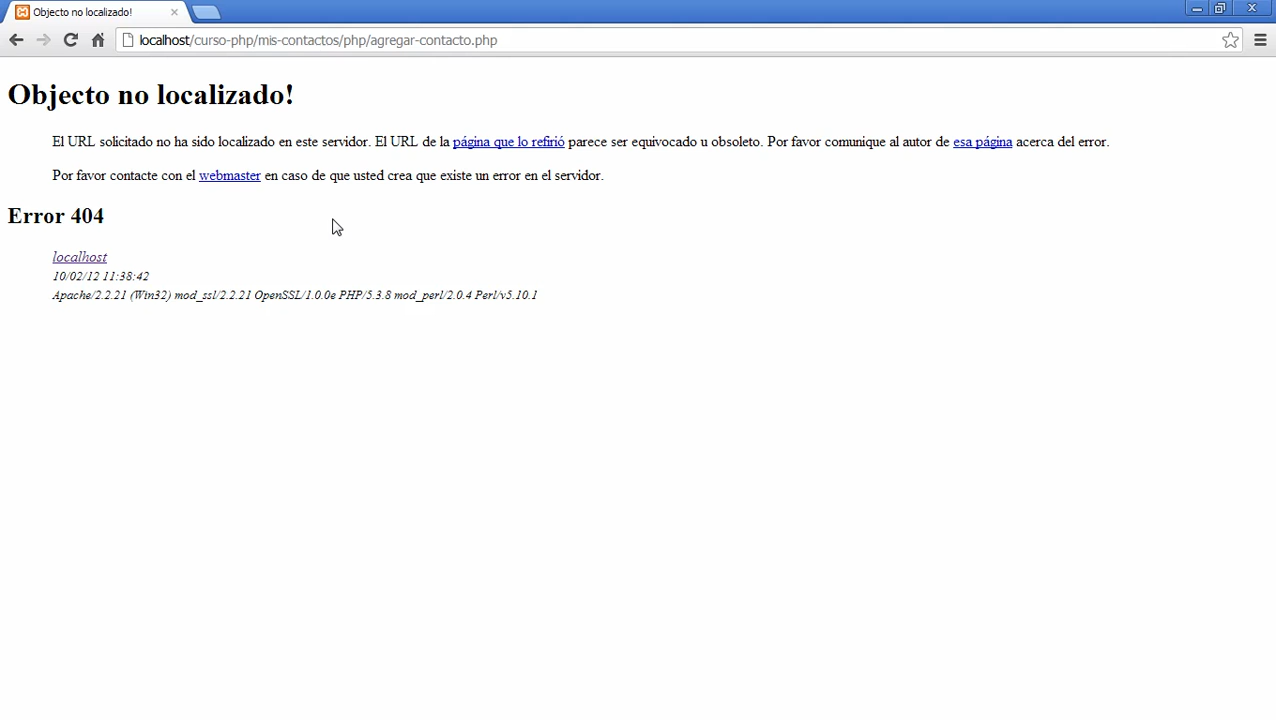 Objecto no localizado!
localhost/curso-php/mis-contactos/php/agregar-contacto.php
Objecto no localizado!
El URL solicitado no ha sido localizado en este servidor. El URL de la página que lo refirió parece ser equivocado u obsoleto. Por favor comunique al autor de esa página acerca del error.
Por favor contacte con el webmaster en caso de que usted crea que existe un error en el servidor.
Error 404
localhost
10/02/12 11:38:42
Apache/2.2.21 (Win32) mod_ssl/2.2.21 OpenSSL/1.0.0e PHP/5.3.8 mod_perl/2.0.4 Perl/v5.10.1